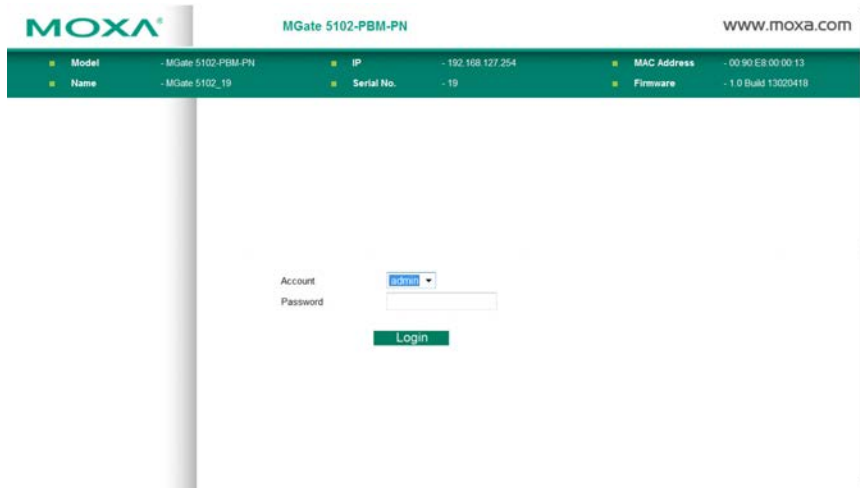 MOXA® MGate 5102-PBM-PN www.moxa.com
Model - MGate 5102-PBM-PN IP - 192.168.127.254 MAC Address - 00:90:E8:00:00:13
Name - MGate 5102_19 Serial No. - 19 Firmware - 1.0 Build 13020418
Account admin
Password
Login